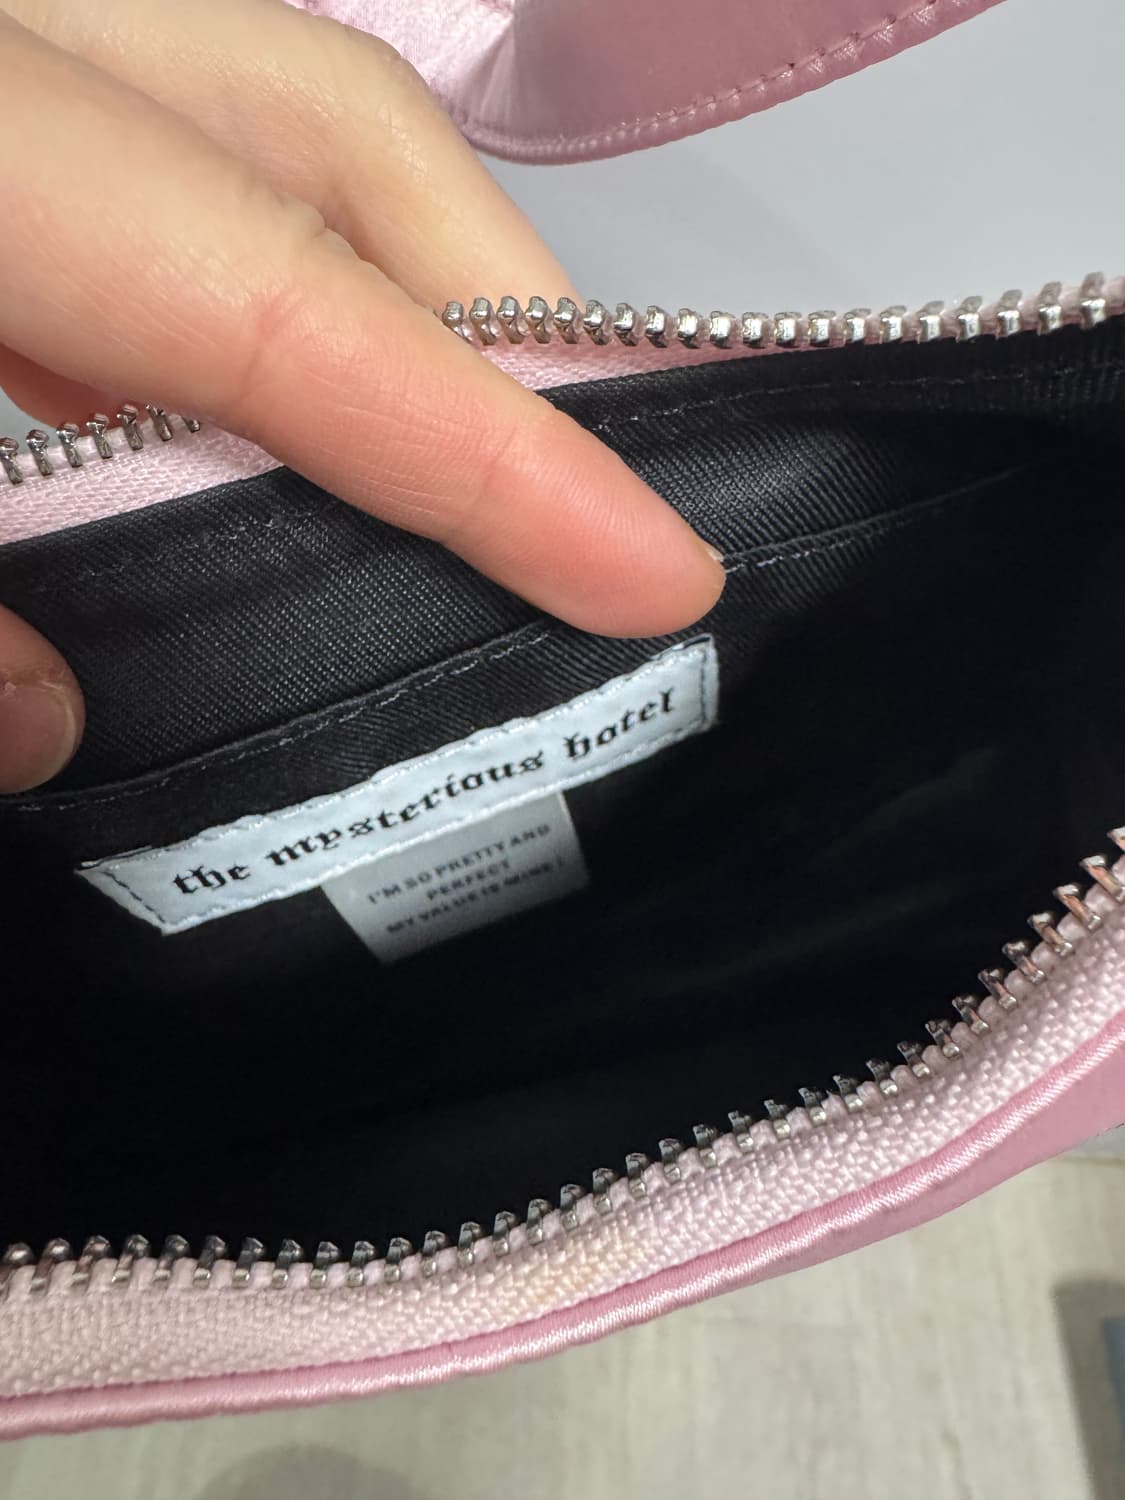 the mysterious hotel
I'M SO PRETTY AND
PERFECT
MY VALUE IS MINE !